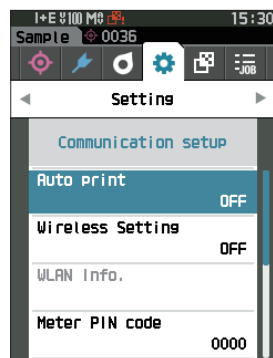 I+E 100 M 15:30
Sample 0036
-JOB
Setting
Communication setup
Auto print
OFF
Wireless Setting
OFF
WLAN Info.
Meter PIN code
0000